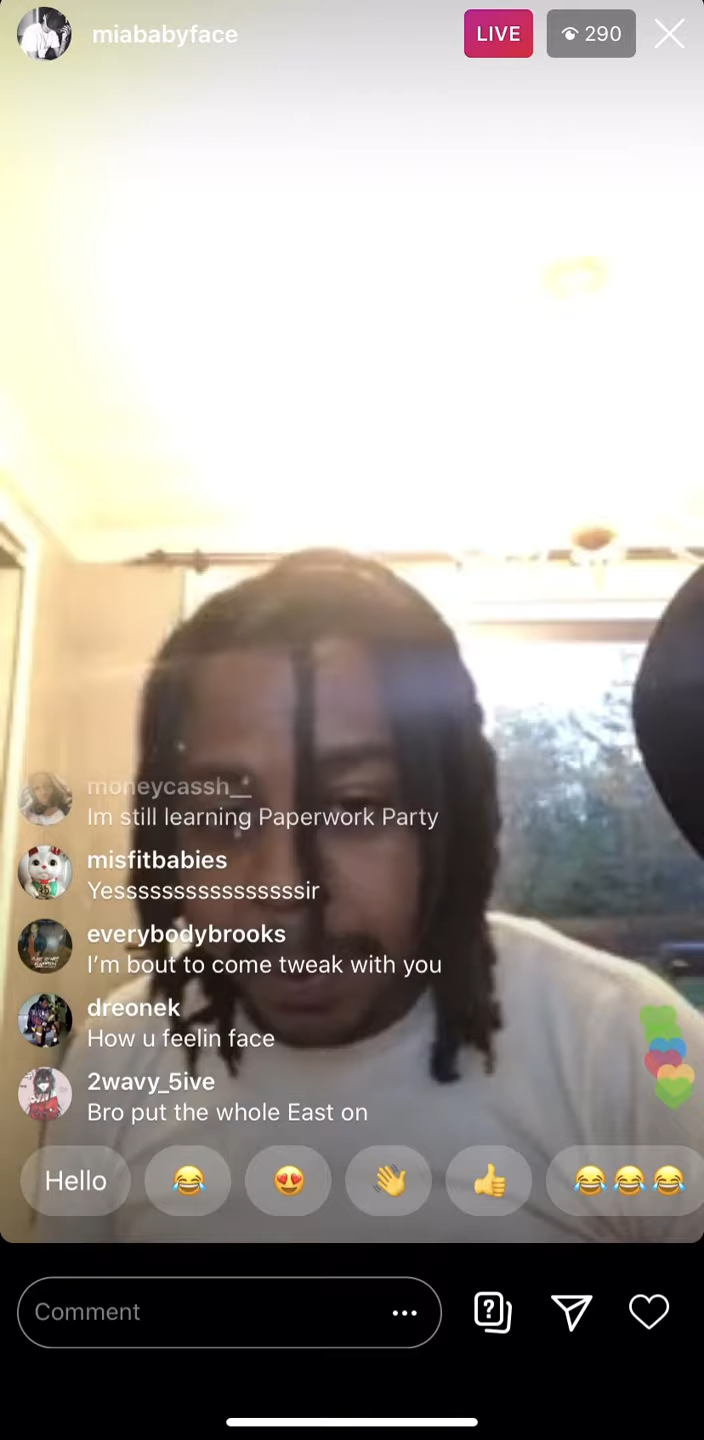 miababyface
LIVE
290
moneycassh__
Im still learning Paperwork Party
misfitbabies
Yesssssssssssssssssir
everybodybrooks
I’m bout to come tweak with you
dreonek
How u feelin face
2wavy_5ive
Bro put the whole East on
Hello
Comment